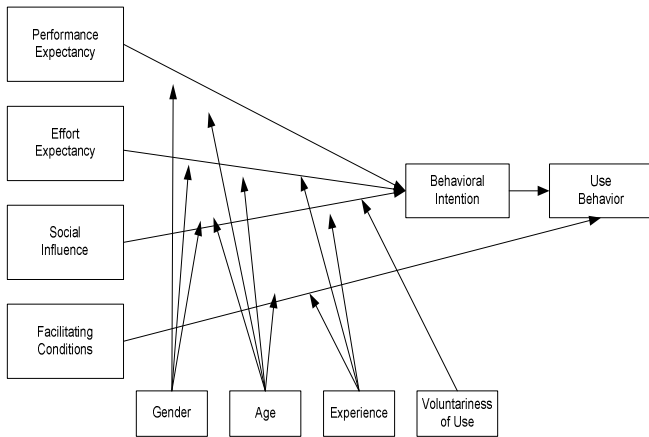 Performance
Expectancy
Effort
Expectancy
Social
Influence
Facilitating
Conditions
Behavioral
Intention
Use
Behavior
Gender
Age
Experience
Voluntariness
of Use